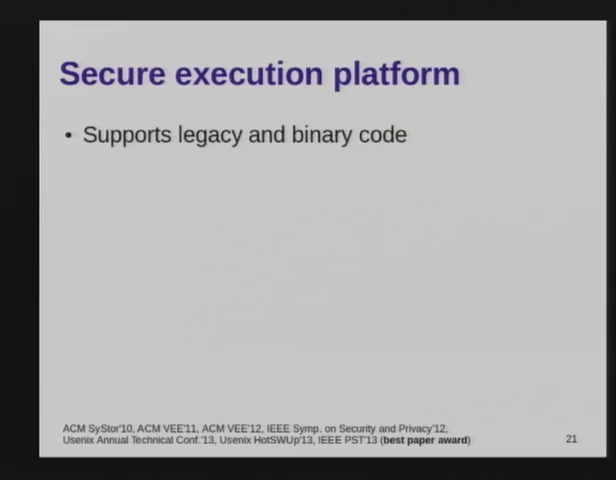 Secure execution platform
• Supports legacy and binary code
ACM SyStor'10, ACM VEE'11, ACM VEE'12, IEEE Symp. on Security and Privacy'12,
Usenix Annual Technical Conf.'13, Usenix HotSWUp'13, IEEE PST'13 (best paper award)
21